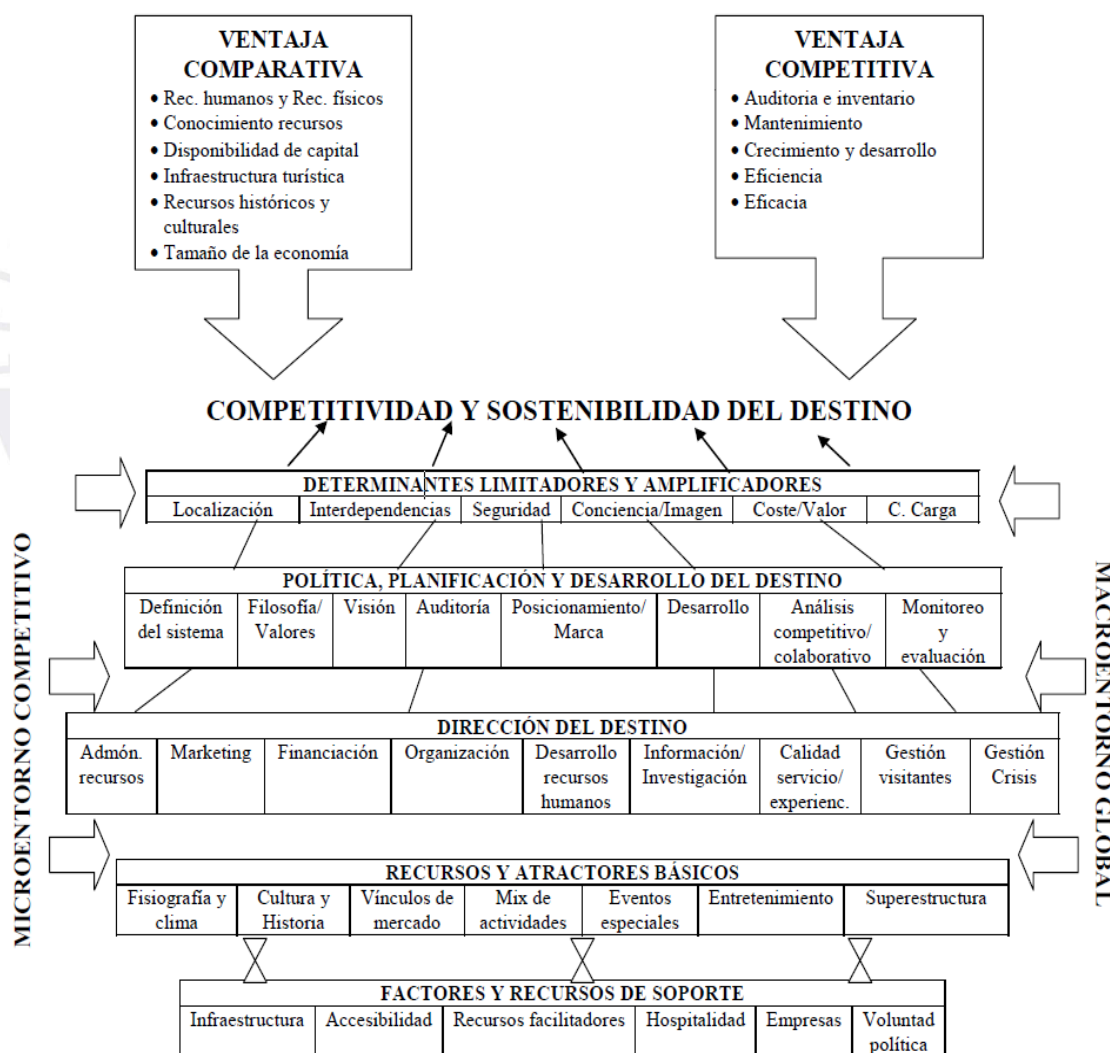 VENTAJA
COMPARATIVA
• Rec. humanos y Rec. físicos
• Conocimiento recursos
• Disponibilidad de capital
• Infraestructura turística
• Recursos históricos y
culturales
• Tamaño de la economía
VENTAJA
COMPETITIVA
• Auditoria e inventario
• Mantenimiento
• Crecimiento y desarrollo
• Eficiencia
• Eficacia
COMPETITIVIDAD Y SOSTENIBILIDAD DEL DESTINO
DETERMINANTES LIMITADORES Y AMPLIFICADORES
Localización Interdependencias Seguridad Conciencia/Imagen Coste/Valor C. Carga
POLÍTICA, PLANIFICACIÓN Y DESARROLLO DEL DESTINO
Definición Filosofía/ Visión Auditoría Posicionamiento/ Desarrollo Análisis Monitoreo
del sistema Valores Marca competitivo/ y
colaborativo evaluación
DIRECCIÓN DEL DESTINO
Admón. Marketing Financiación Organización Desarrollo Información/ Calidad Gestión Gestión
recursos recursos Investigación servicio/ visitantes Crisis
humanos experienc.
RECURSOS Y ATRACTORES BÁSICOS
Fisiografía y Cultura y Vínculos de Mix de Eventos Entretenimiento Superestructura
clima Historia mercado actividades especiales
FACTORES Y RECURSOS DE SOPORTE
Infraestructura Accesibilidad Recursos facilitadores Hospitalidad Empresas Voluntad
política
MICROENTORNO COMPETITIVO
MACROENTORNO GLOBAL